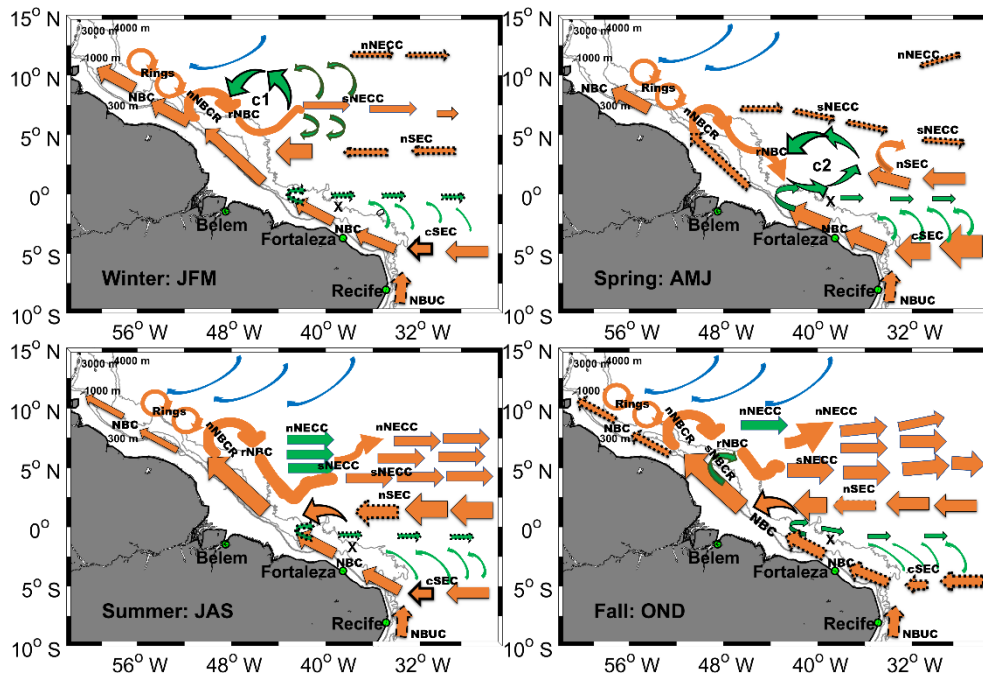 15° N
10° N
5° N
0°
5° S
10° S
3000 m
4000 m
1000 m
300 m
Rings
NBC
nNBCR
rNBC
c1
nNECC
sNECC
nSEC
X
NBC
cSEC
NBUC
Belem
Fortaleza
Recife
Winter: JFM
56° W
48° W
40° W
32° W
15° N
10° N
5° N
0°
5° S
10° S
3000 m
4000 m
1000 m
300 m
Rings
NBC
nNBCR
rNBC
c2
nNECC
sNECC
sNECC
nSEC
X
NBC
cSEC
NBUC
Belem
Fortaleza
Recife
Spring: AMJ
56° W
48° W
40° W
32° W
15° N
10° N
5° N
0°
5° S
10° S
3000 m
4000 m
1000 m
300 m
Rings
NBC
nNBCR
rNBC
nNECC
nNECC
sNECC
sNECC
nSEC
X
NBC
cSEC
NBUC
Belem
Fortaleza
Recife
Summer: JAS
56° W
48° W
40° W
32° W
15° N
10° N
5° N
0°
5° S
10° S
3000 m
4000 m
1000 m
300 m
Rings
NBC
nNBCR
rNBC
sNECR
nNECC
nNECC
sNECC
nSEC
NBC
X
NBC
cSEC
NBUC
Belem
Fortaleza
Recife
Fall: OND
56° W
48° W
40° W
32° W